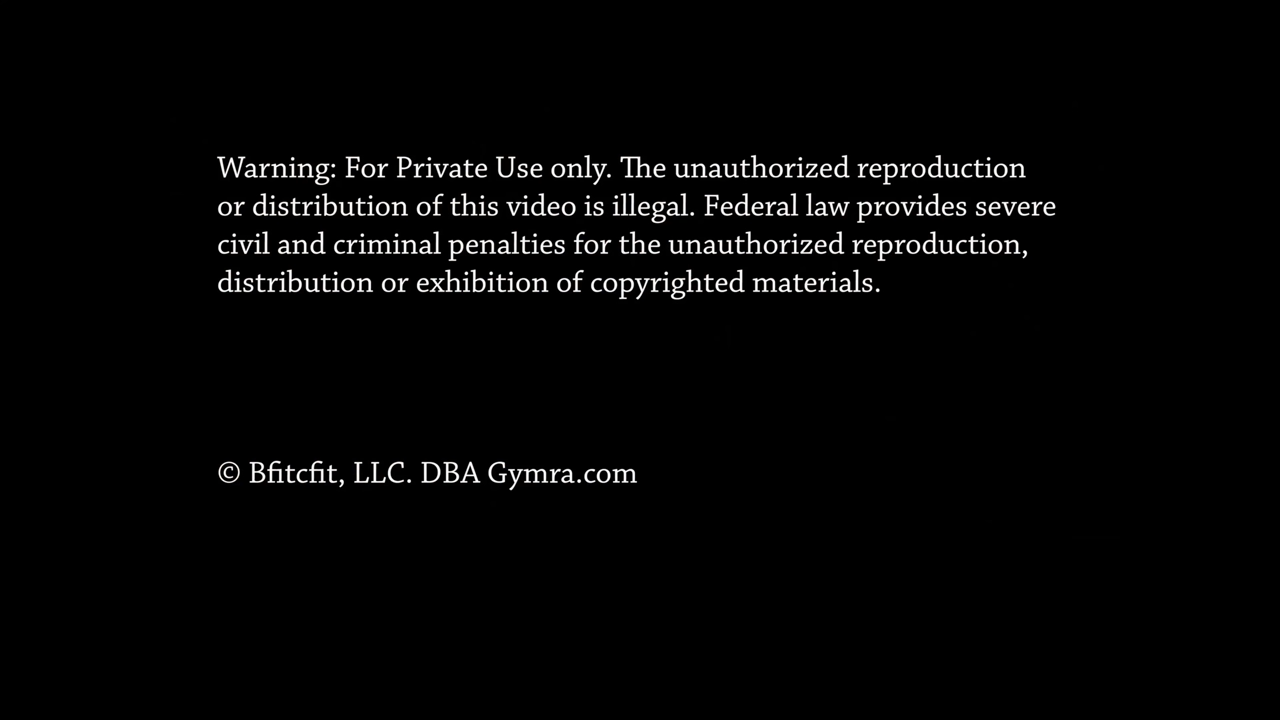 Warning: For Private Use only. The unauthorized reproduction
or distribution of this video is illegal. Federal law provides severe
civil and criminal penalties for the unauthorized reproduction,
distribution or exhibition of copyrighted materials.
© Bfitcfit, LLC. DBA Gymra.com